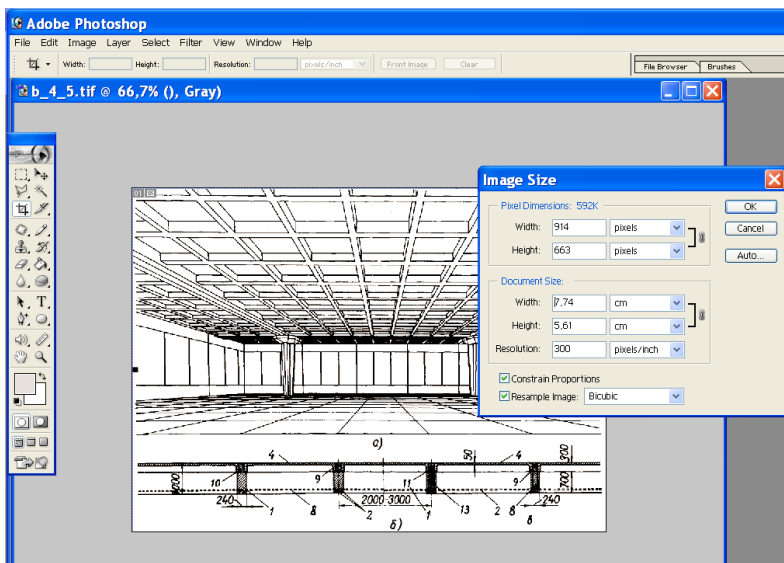 Adobe Photoshop
File Edit Image Layer Select Filter View Window Help
Width: Height: Resolution: pixels/inch Front Image Clear
File Browser Brushes
b_4_5.tif @ 66,7% (), Gray)
Image Size
Pixel Dimensions: 592K
Width: 914 pixels
Height: 663 pixels
OK
Cancel
Auto...
Document Size:
Width: 7,74 cm
Height: 5,61 cm
Resolution: 300 pixels/inch
Constrain Proportions
Resample Image: Bicubic
01
T
а)
4 50 4 300
10 9 11 9 700
240 1 8 2 2000-3000 1 13 2 8 б 240
б)